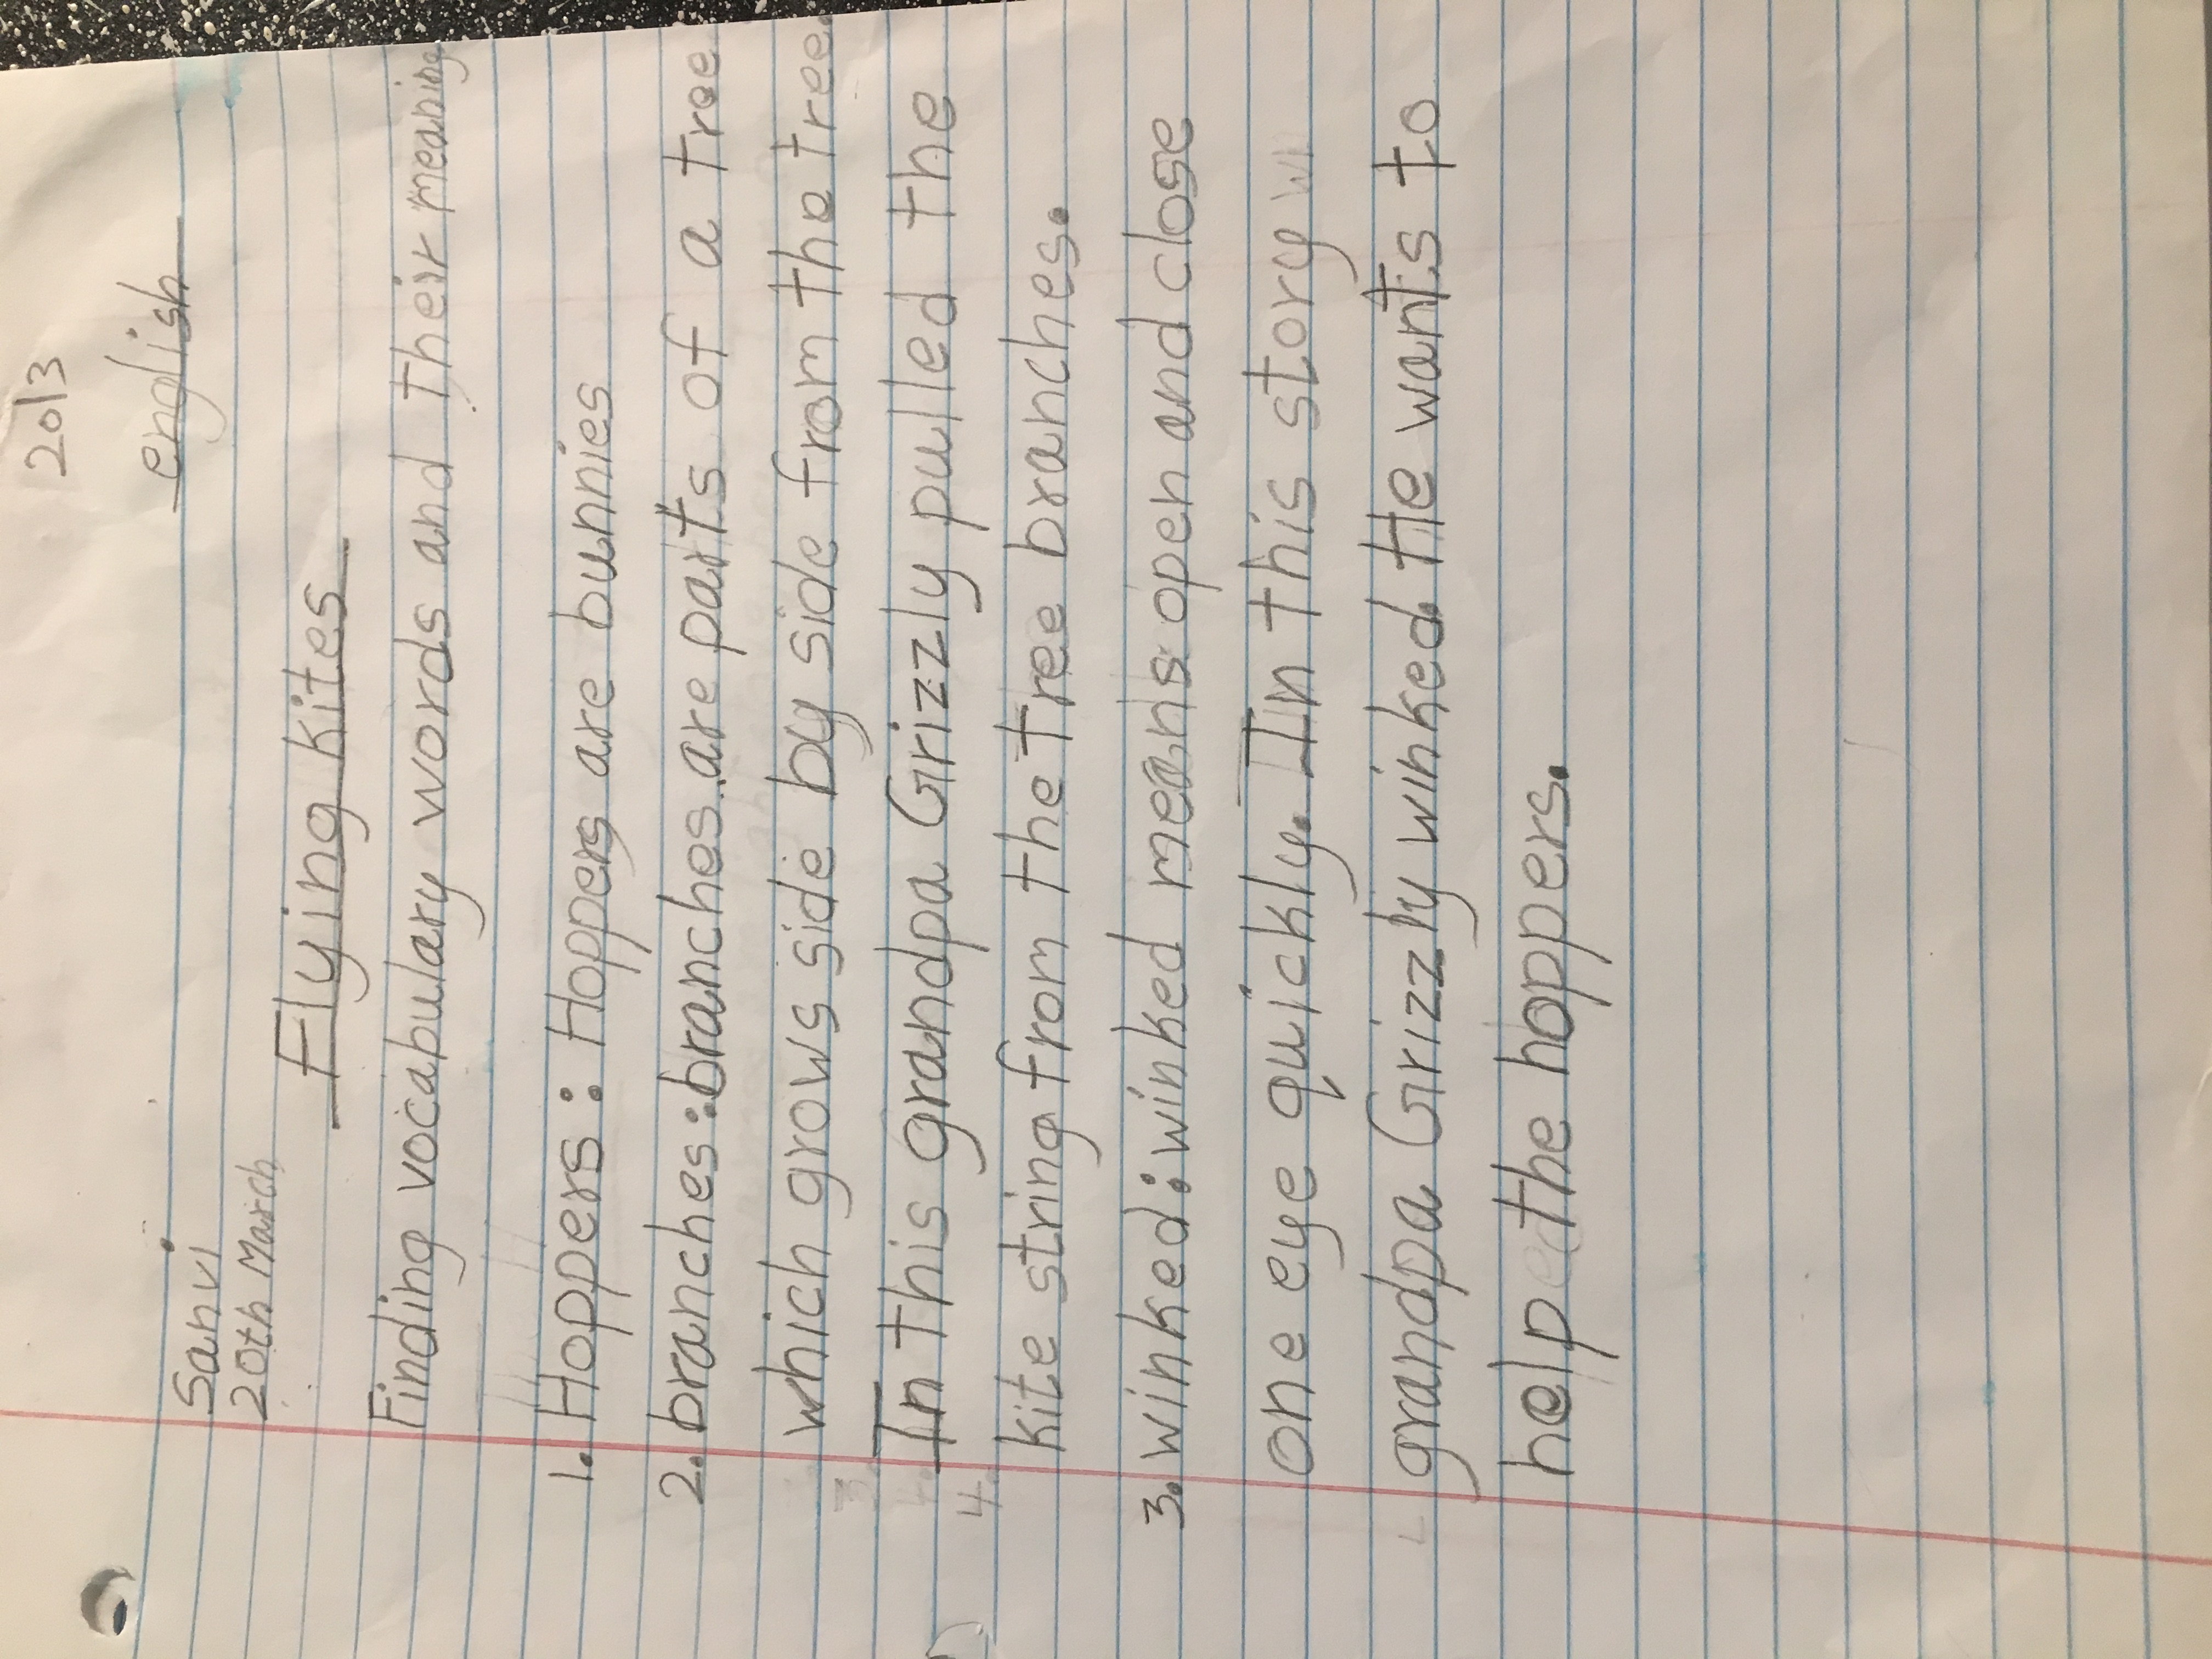 2013
english
Sanvi
20th March
Flying kites
Finding vocabulary words and their meaning
1. Hoppers : Hoppers are bunnies
2. branches : branches are parts of a tree
which grows side by side from the tree.
In this grandpa Grizzly pulled the
4.
kite string from the tree branches.
3. winked : winked means open and close
one eye quickly. In this story
grandpa Grizzly winked. He wants to
help the hoppers.